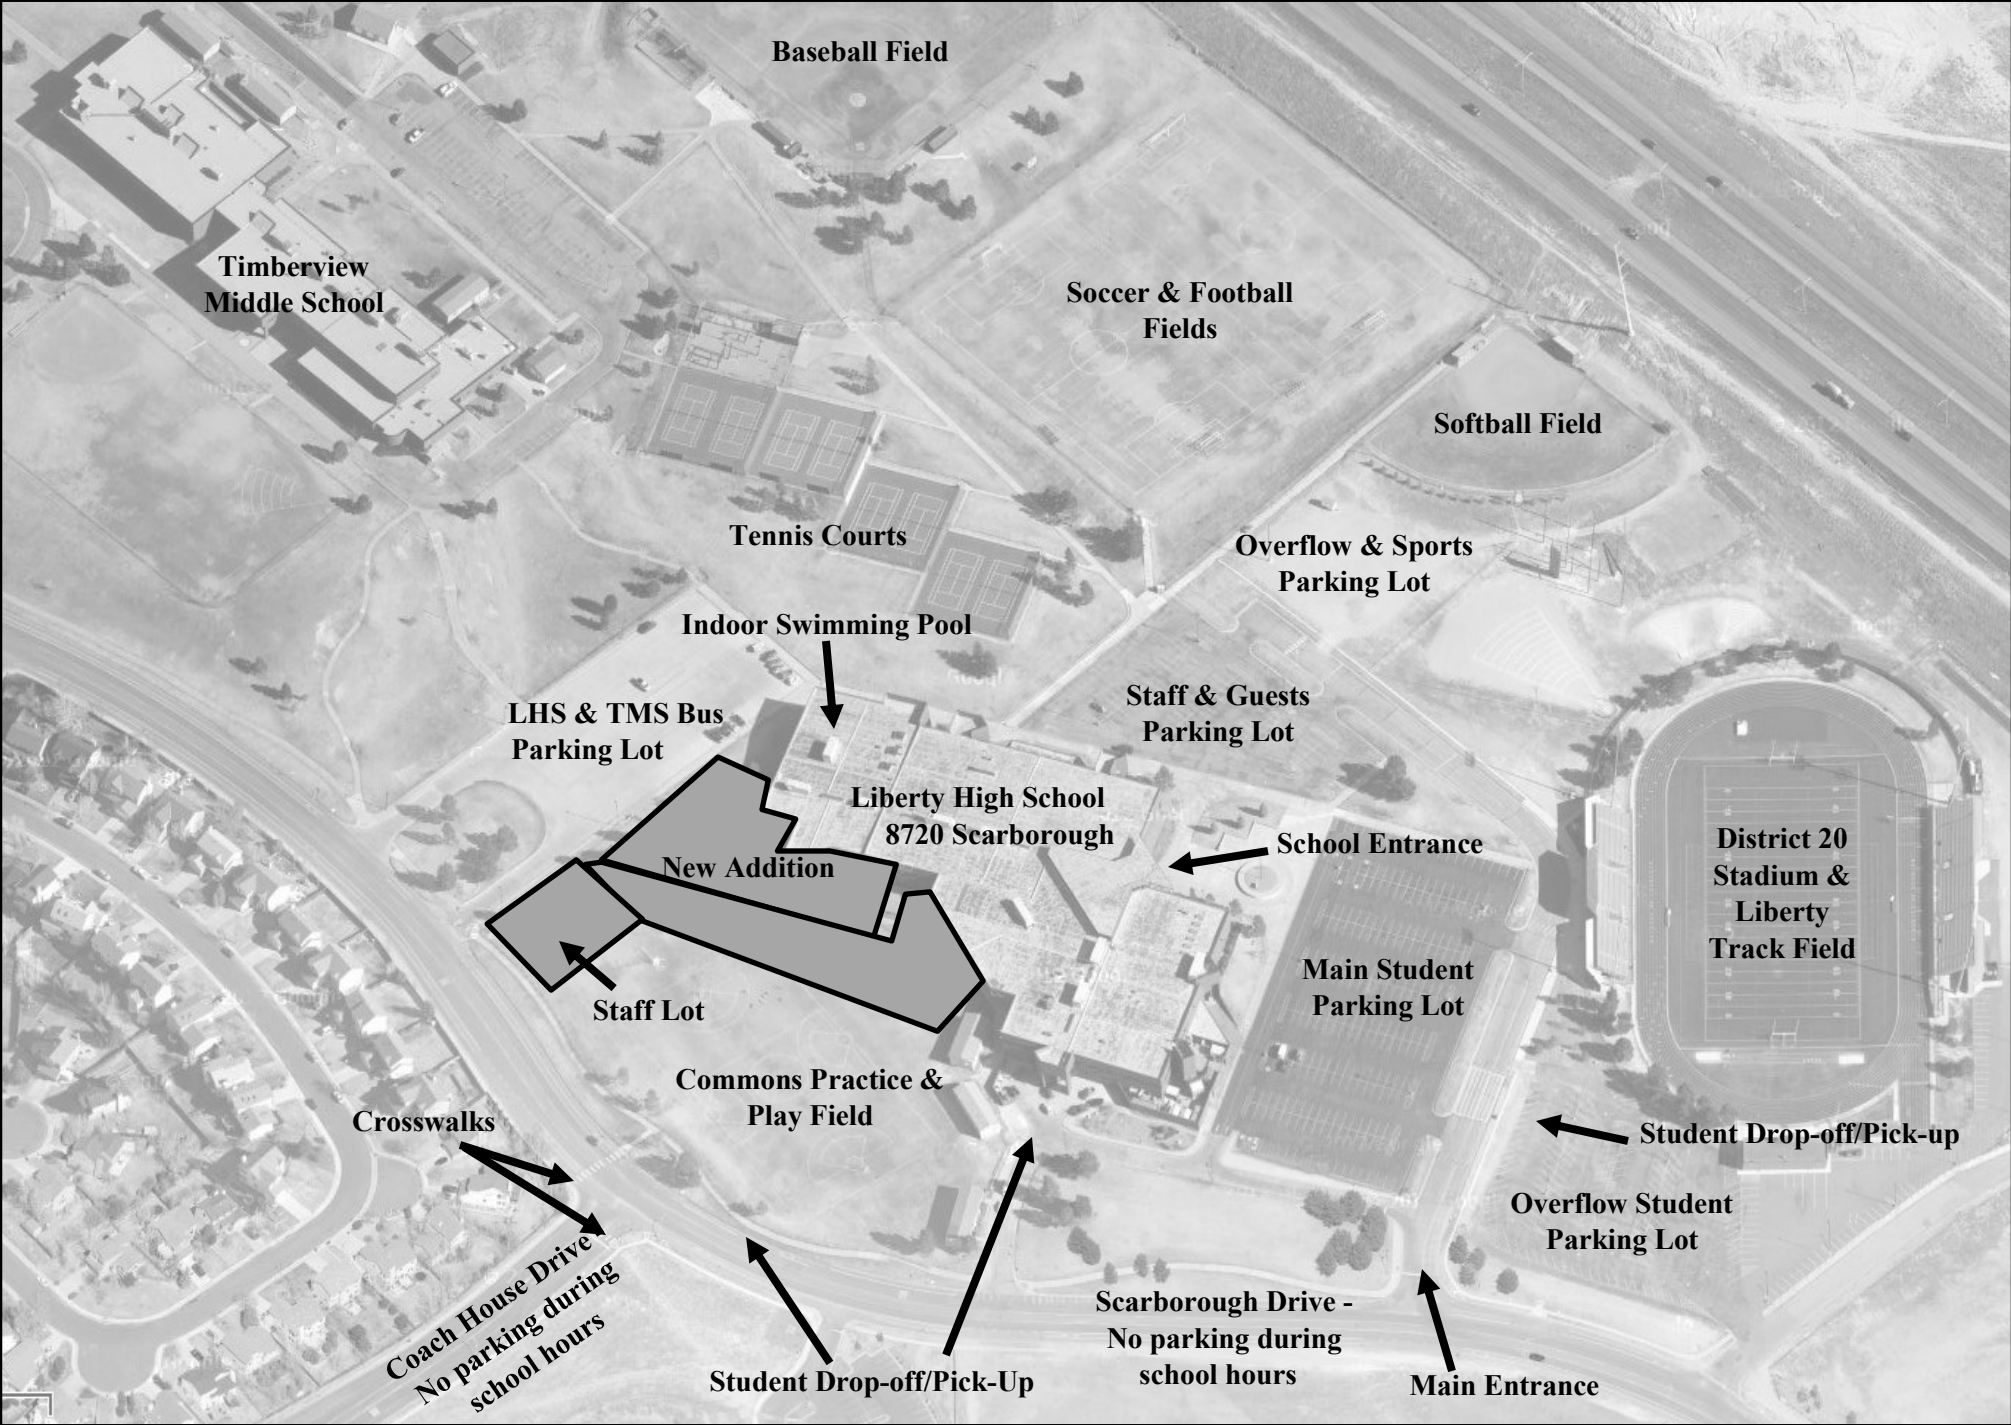 Baseball Field
Timberview
Middle School
Soccer & Football
Fields
Softball Field
Tennis Courts
Overflow & Sports
Parking Lot
Indoor Swimming Pool
LHS & TMS Bus
Parking Lot
Staff & Guests
Parking Lot
Liberty High School
8720 Scarborough
School Entrance
District 20
Stadium &
Liberty
Track Field
New Addition
Staff Lot
Main Student
Parking Lot
Commons Practice &
Play Field
Crosswalks
Student Drop-off/Pick-up
Overflow Student
Parking Lot
Coach House Drive
No parking during
school hours
Student Drop-off/Pick-Up
Scarborough Drive -
No parking during
school hours
Main Entrance